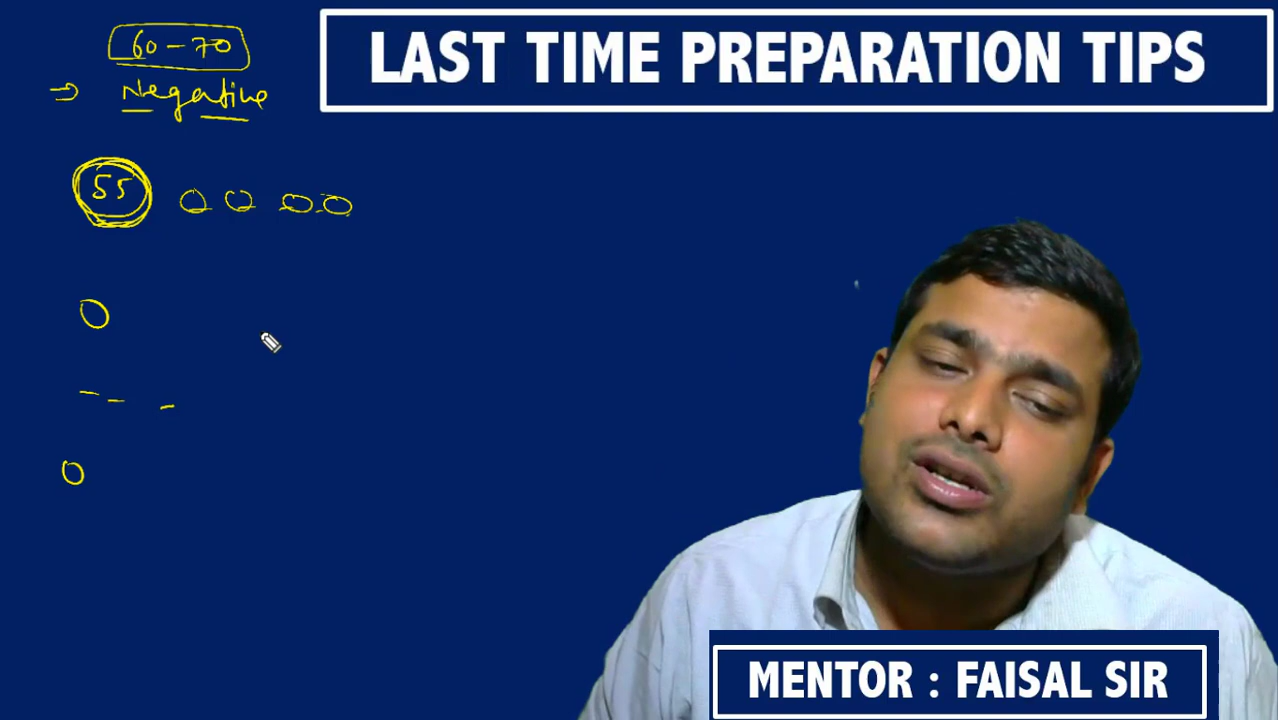 LAST TIME PREPARATION TIPS
60-70
⇒ Negative
55
MENTOR : FAISAL SIR